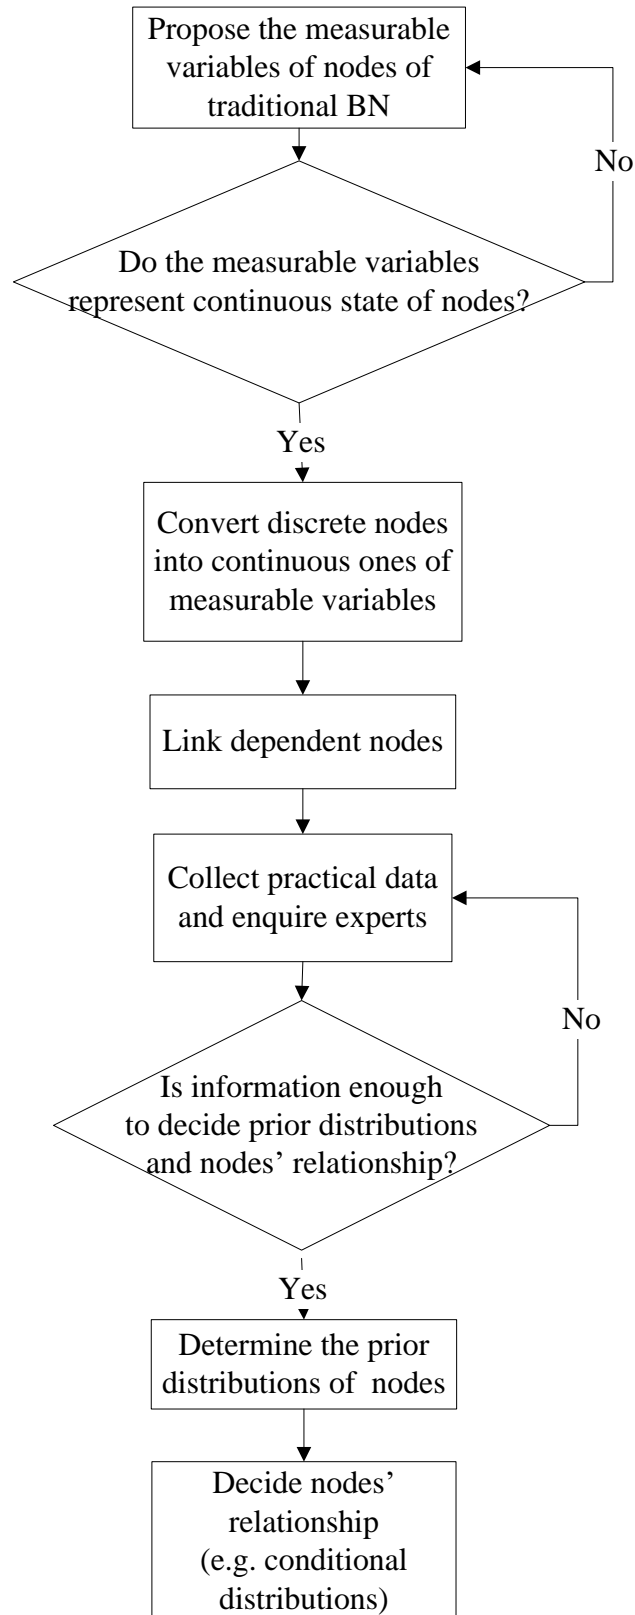 Propose the measurable
variables of nodes of
traditional BN
No
Do the measurable variables
represent continuous state of nodes?
Yes
Convert discrete nodes
into continuous ones of
measurable variables
Link dependent nodes
Collect practical data
and enquire experts
No
Is information enough
to decide prior distributions
and nodes’ relationship?
Yes
Determine the prior
distributions of nodes
Decide nodes’
relationship
(e.g. conditional
distributions)